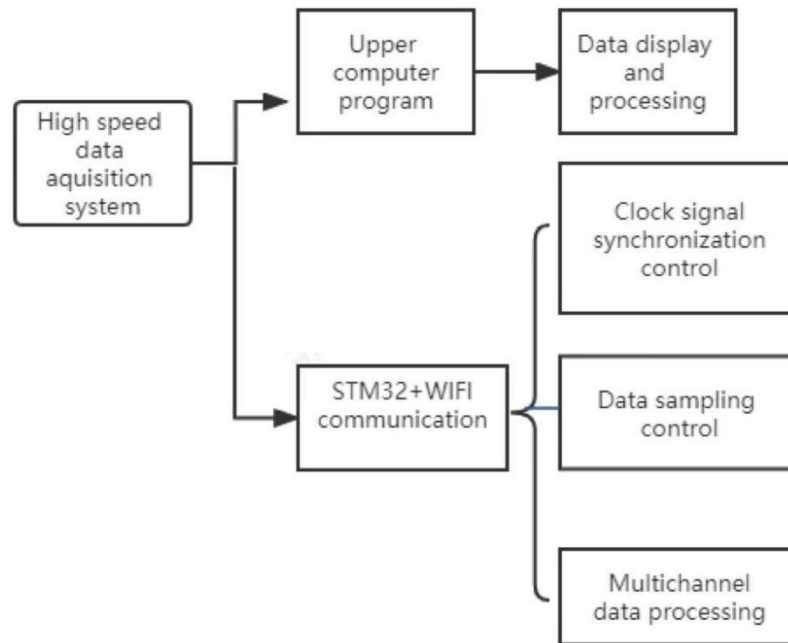 High speed
data
aquisition
system
Upper
computer
program
Data display
and
processing
STM32+WIFI
communication
Clock signal
synchronization
control
Data sampling
control
Multichannel
data processing